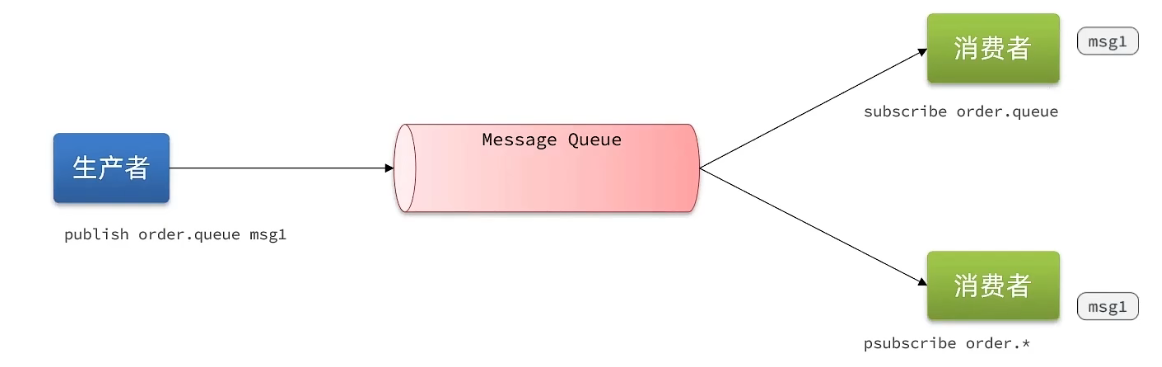 消费者
msg1
subscribe order.queue
Message Queue
生产者
publish order.queue msg1
消费者
msg1
psubscribe order.*